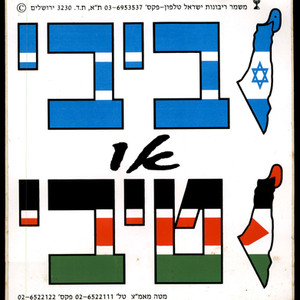 משמר ריבונות ישראל טלפון-פקס׳ 03-6953537 ת״א, ת.ד. 3230 ירושלים ©
ביבי
או
טיבי
מטה מאמ״צ טל׳ 02-6522111 פקס׳ 02-6522122